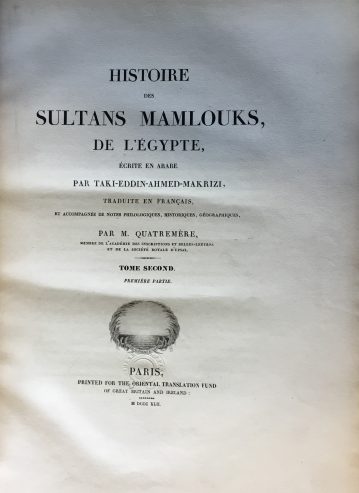 HISTOIRE
DES
SULTANS MAMLOUKS,
DE L'ÉGYPTE,
ÉCRITE EN ARABE
PAR TAKI-EDDIN-AHMED-MAKRIZI,
TRADUITE EN FRANÇAIS,
ET ACCOMPAGNÉE DE NOTES PHILOLOGIQUES, HISTORIQUES, GÉOGRAPHIQUES,
PAR M. QUATREMÈRE,
MEMBRE DE L'ACADÉMIE DES INSCRIPTIONS ET BELLES-LETTRES,
ET DE LA SOCIÉTÉ ROYALE D'UPSAL.
TOME SECOND.
PREMIÈRE PARTIE.
PARIS,
PRINTED FOR THE ORIENTAL TRANSLATION FUND
OF GREAT BRITAIN AND IRELAND.
M DCCC XLII.